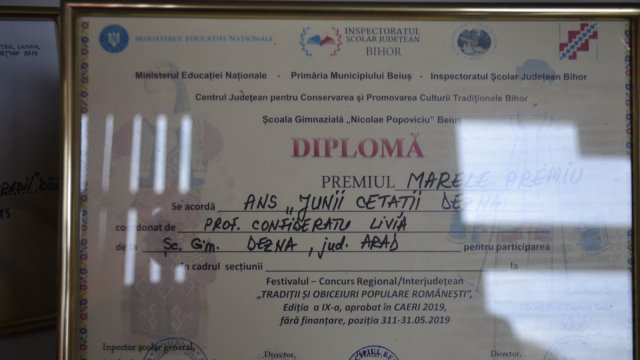 MINISTERUL EDUCAȚIEI NAȚIONALE
INSPECTORATUL
ȘCOLAR JUDEȚEAN
BIHOR
Ministerul Educației Naționale - Primăria Municipiului Beiuș - Inspectoratul Școlar Județean Bihor
Centrul Județean pentru Conservarea și Promovarea Culturii Tradiționale Bihor
Școala Gimnazială „Nicolae Popoviciu" Beiuș
DIPLOMĂ
PREMIUL MARELE PREMIU
Se acordă ANS „JUNII CETATII DEZNA
coordonat de PROF. CONFIDERATU LIVIA
de la Sc. Gim. DEZNA, jud. ARAD pentru participarea
în cadrul secțiunii la
Festivalul – Concurs Regional/Interjudețean
„TRADIȚII ȘI OBICEIURI POPULARE ROMÂNEȘTI",
Ediția a IX-a, aprobat în CAERI 2019,
fără finanțare, poziția 311-31.05.2019
Inspector școlar general,
Director,
Director,